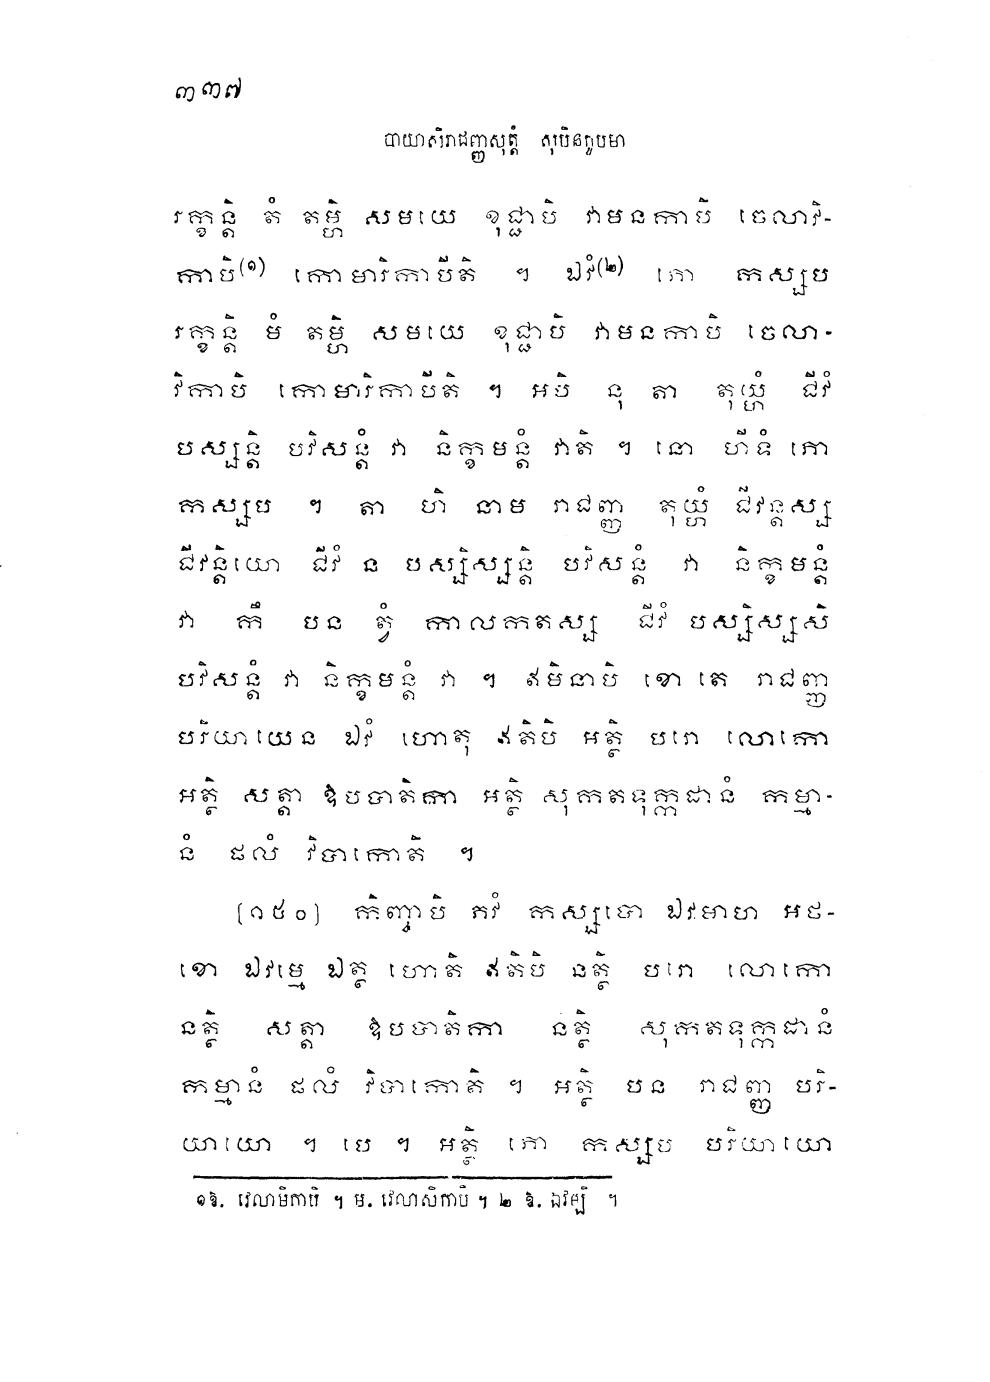 ៣៣៧
បាយាសិរាជញ្ញសុត្តំ សុបិនកូបមា
រក្ខន្តិ តំ តម្ហិ សមយេ ខុជ្ជាបិ វាមនកាបិ ចេលាវិ-
កាបិ(១) កោមារិកាបីតិ ។ ឯវំ(២) ភោ កស្សប
រក្ខន្តិ មំ តម្ហិ សមយេ ខុជ្ជាបិ វាមនកាបិ ចេលា-
វិកាបិ កោមារិកាបីតិ ។ អបិ នុ តា តុយ្ហំ ជីវំ
បស្សន្តិ បវិសន្តំ វា និក្ខមន្តំ វាតិ ។ នោ ហីទំ ភោ
កស្សប ។ តា ហិ នាម រាជញ្ញ តុយ្ហំ ជីវន្តស្ស
ជីវន្តិយោ ជីវំ ន បស្សិស្សន្តិ បវិសន្តំ វា និក្ខមន្តំ
វា កឹ បន ត្វំ កាលកតស្ស ជីវំ បស្សិស្សសិ
បវិសន្តំ វា និក្ខមន្តំ វា ។ ឥមិនាបិ ខោ តេ រាជញ្ញ
បរិយាយេន ឯវំ ហោតុ ឥតិបិ អត្ថិ បរោ លោកោ
អត្ថិ សត្តា ឱបបាតិកា អត្ថិ សុកតទុក្កដានំ កម្មា-
នំ ផលំ វិបាកោតិ ។
[១៥០] កិញ្ចាបិ ភវំ កស្សបោ ឯវមាហ អថ-
ខោ ឯវម្មេ ឯត្ថ ហោតិ ឥតិបិ នត្ថិ បរោ លោកោ
នត្ថិ សត្តា ឱបបាតិកា នត្ថិ សុកតទុក្កដានំ
កម្មានំ ផលំ វិបាកោតិ ។ អត្ថិ បន រាជញ្ញ បរិ-
យាយោ ។ បេ ។ អត្ថិ ភោ កស្សប បរិយាយោ
១ឱ. វេលាមិកាបិ ។ ម. វេលាសិកាបិ ។ ២ ឱ. ឯវម្បិ ។